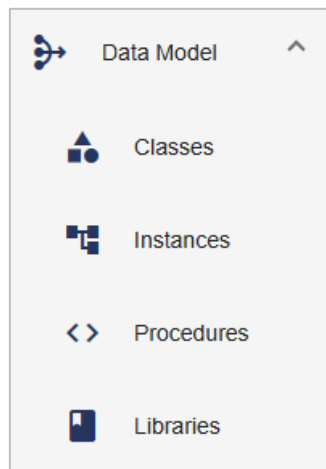 Data Model
Classes
Instances
Procedures
Libraries